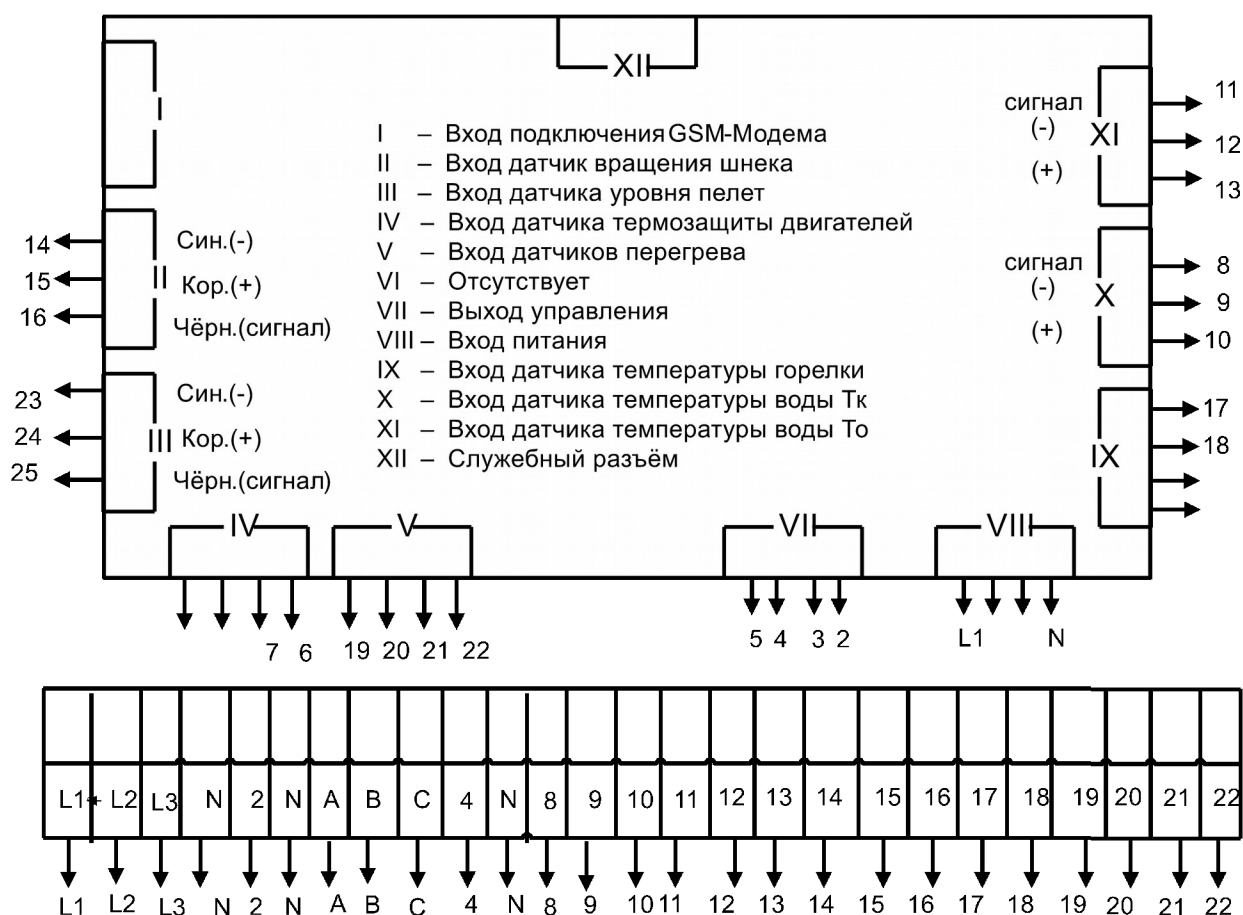 XII
I
I – Вход подключения GSM-Модема
II – Вход датчик вращения шнека
III – Вход датчика уровня пелет
IV – Вход датчика термозащиты двигателей
V – Вход датчиков перегрева
VI – Отсутствует
VII – Выход управления
VIII – Вход питания
IX – Вход датчика температуры горелки
X – Вход датчика температуры воды Тк
XI – Вход датчика температуры воды То
XII – Служебный разъём
14 Син.(-)
15 II Кор.(+)
16 Чёрн.(сигнал)
23 Син.(-)
24 III Кор.(+)
25 Чёрн.(сигнал)
сигнал 11
(-) XI 12
(+) 13
сигнал 8
(-) X 9
(+) 10
17
18
IX
IV V VII VIII
7 6 19 20 21 22 5 4 3 2 L1 N
L1 L2 L3 N 2 N A B C 4 N 8 9 10 11 12 13 14 15 16 17 18 19 20 21 22
L1 L2 L3 N 2 N A B C 4 N 8 9 10 11 12 13 14 15 16 17 18 19 20 21 22